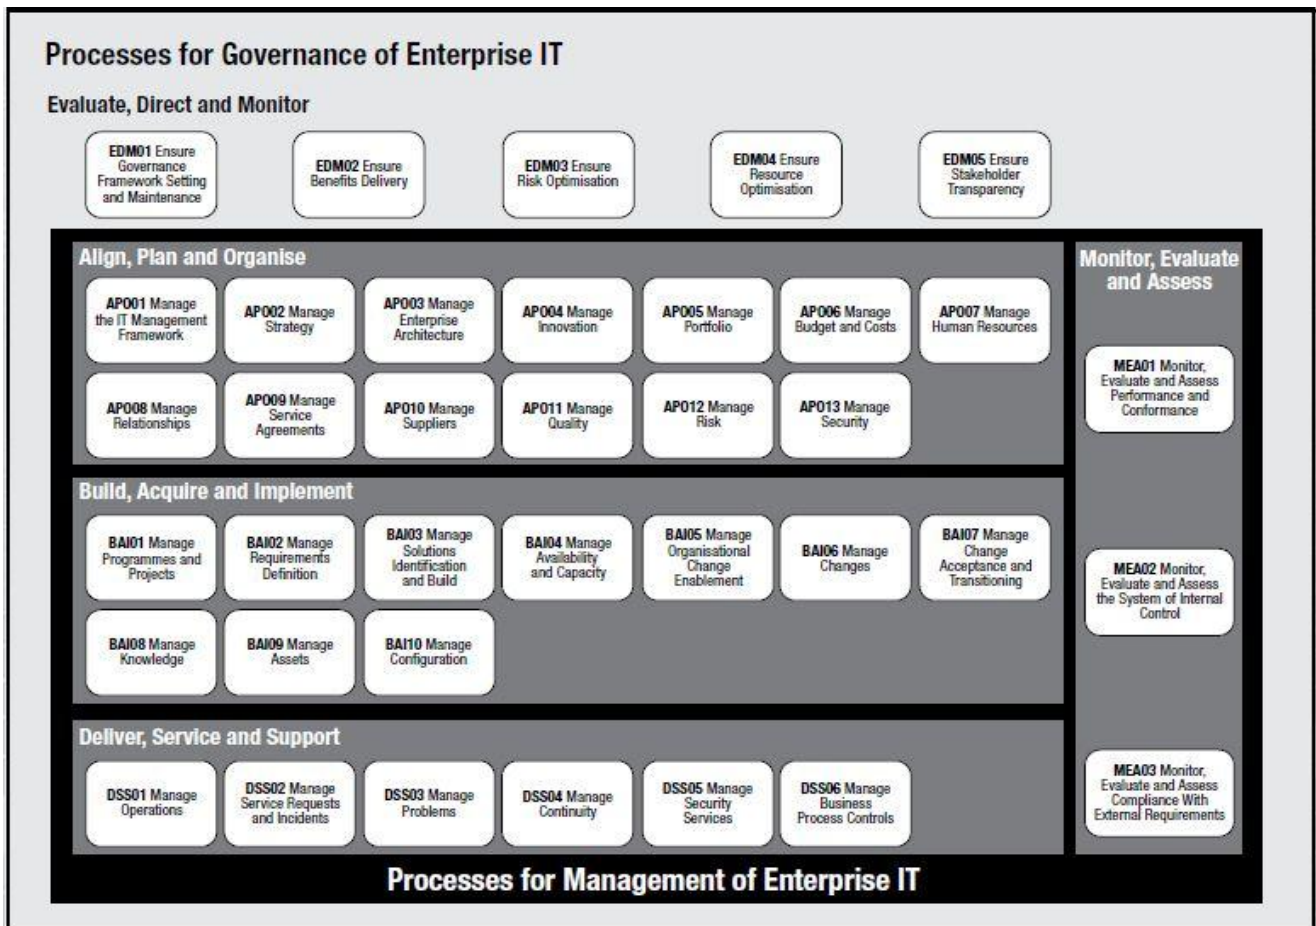 Processes for Governance of Enterprise IT
Evaluate, Direct and Monitor
EDM01 Ensure
Governance
Framework Setting
and Maintenance
EDM02 Ensure
Benefits Delivery
EDM03 Ensure
Risk Optimisation
EDM04 Ensure
Resource
Optimisation
EDM05 Ensure
Stakeholder
Transparency
Align, Plan and Organise
APO01 Manage
the IT Management
Framework
APO02 Manage
Strategy
APO03 Manage
Enterprise
Architecture
APO04 Manage
Innovation
APO05 Manage
Portfolio
APO06 Manage
Budget and Costs
APO07 Manage
Human Resources
APO08 Manage
Relationships
APO09 Manage
Service
Agreements
APO10 Manage
Suppliers
APO11 Manage
Quality
APO12 Manage
Risk
APO13 Manage
Security
Build, Acquire and Implement
BAI01 Manage
Programmes and
Projects
BAI02 Manage
Requirements
Definition
BAI03 Manage
Solutions
Identification
and Build
BAI04 Manage
Availability
and Capacity
BAI05 Manage
Organisational
Change
Enablement
BAI06 Manage
Changes
BAI07 Manage
Change
Acceptance and
Transitioning
BAI08 Manage
Knowledge
BAI09 Manage
Assets
BAI10 Manage
Configuration
Deliver, Service and Support
DSS01 Manage
Operations
DSS02 Manage
Service Requests
and Incidents
DSS03 Manage
Problems
DSS04 Manage
Continuity
DSS05 Manage
Security
Services
DSS06 Manage
Business
Process Controls
Monitor, Evaluate
and Assess
MEA01 Monitor,
Evaluate and Assess
Performance and
Conformance
MEA02 Monitor,
Evaluate and Assess
the System of Internal
Control
MEA03 Monitor,
Evaluate and Assess
Compliance With
External Requirements
Processes for Management of Enterprise IT